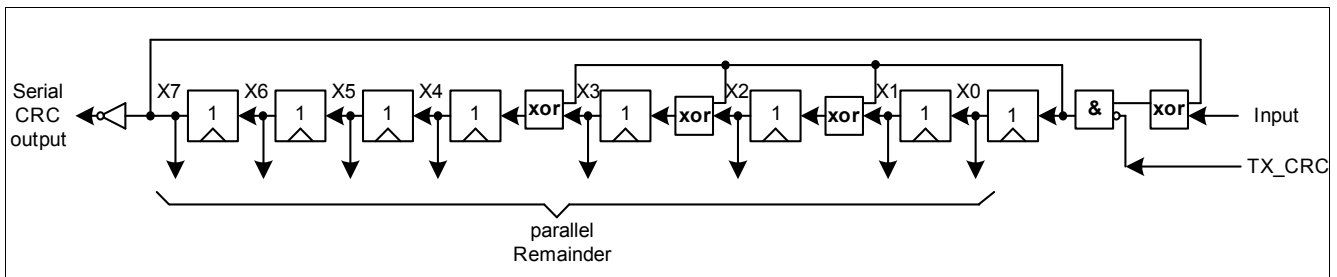 Serial
CRC
output
X7
1
X6
1
X5
1
X4
1
xor
X3
1
xor
X2
1
xor
X1
1
X0
1
&
xor
Input
TX_CRC
parallel
Remainder